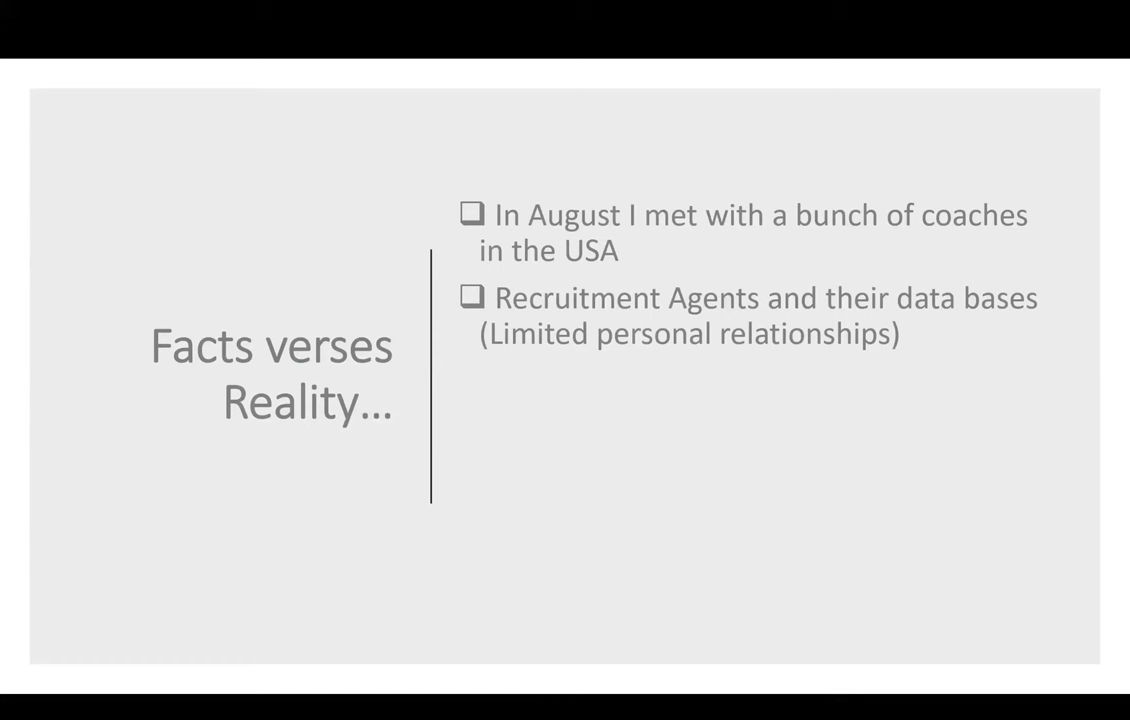 Facts verses
Reality...
❑ In August I met with a bunch of coaches
in the USA
❑ Recruitment Agents and their data bases
(Limited personal relationships)